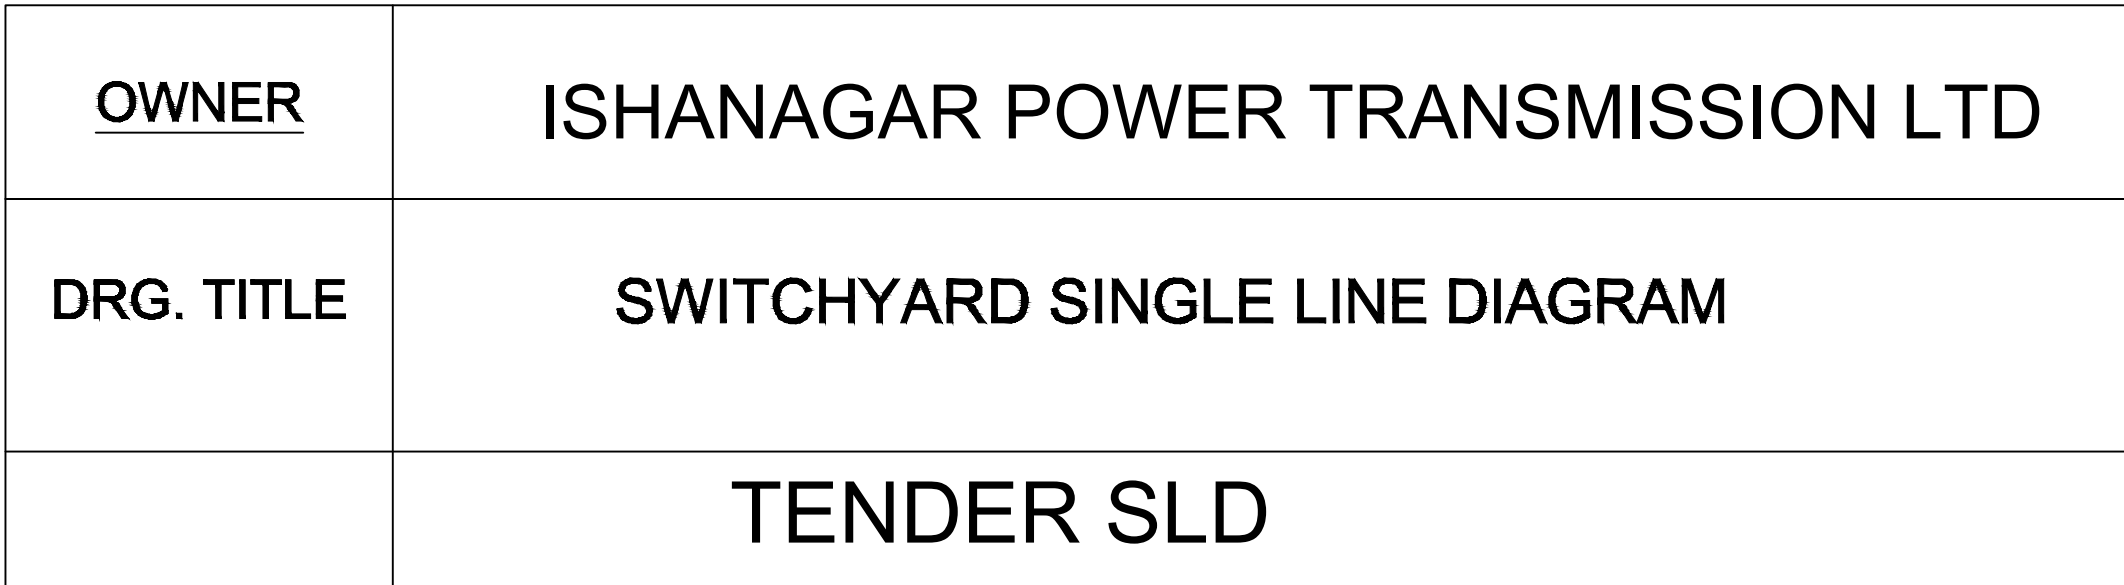 OWNER
ISHANAGAR POWER TRANSMISSION LTD
DRG. TITLE
SWITCHYARD SINGLE LINE DIAGRAM
TENDER SLD